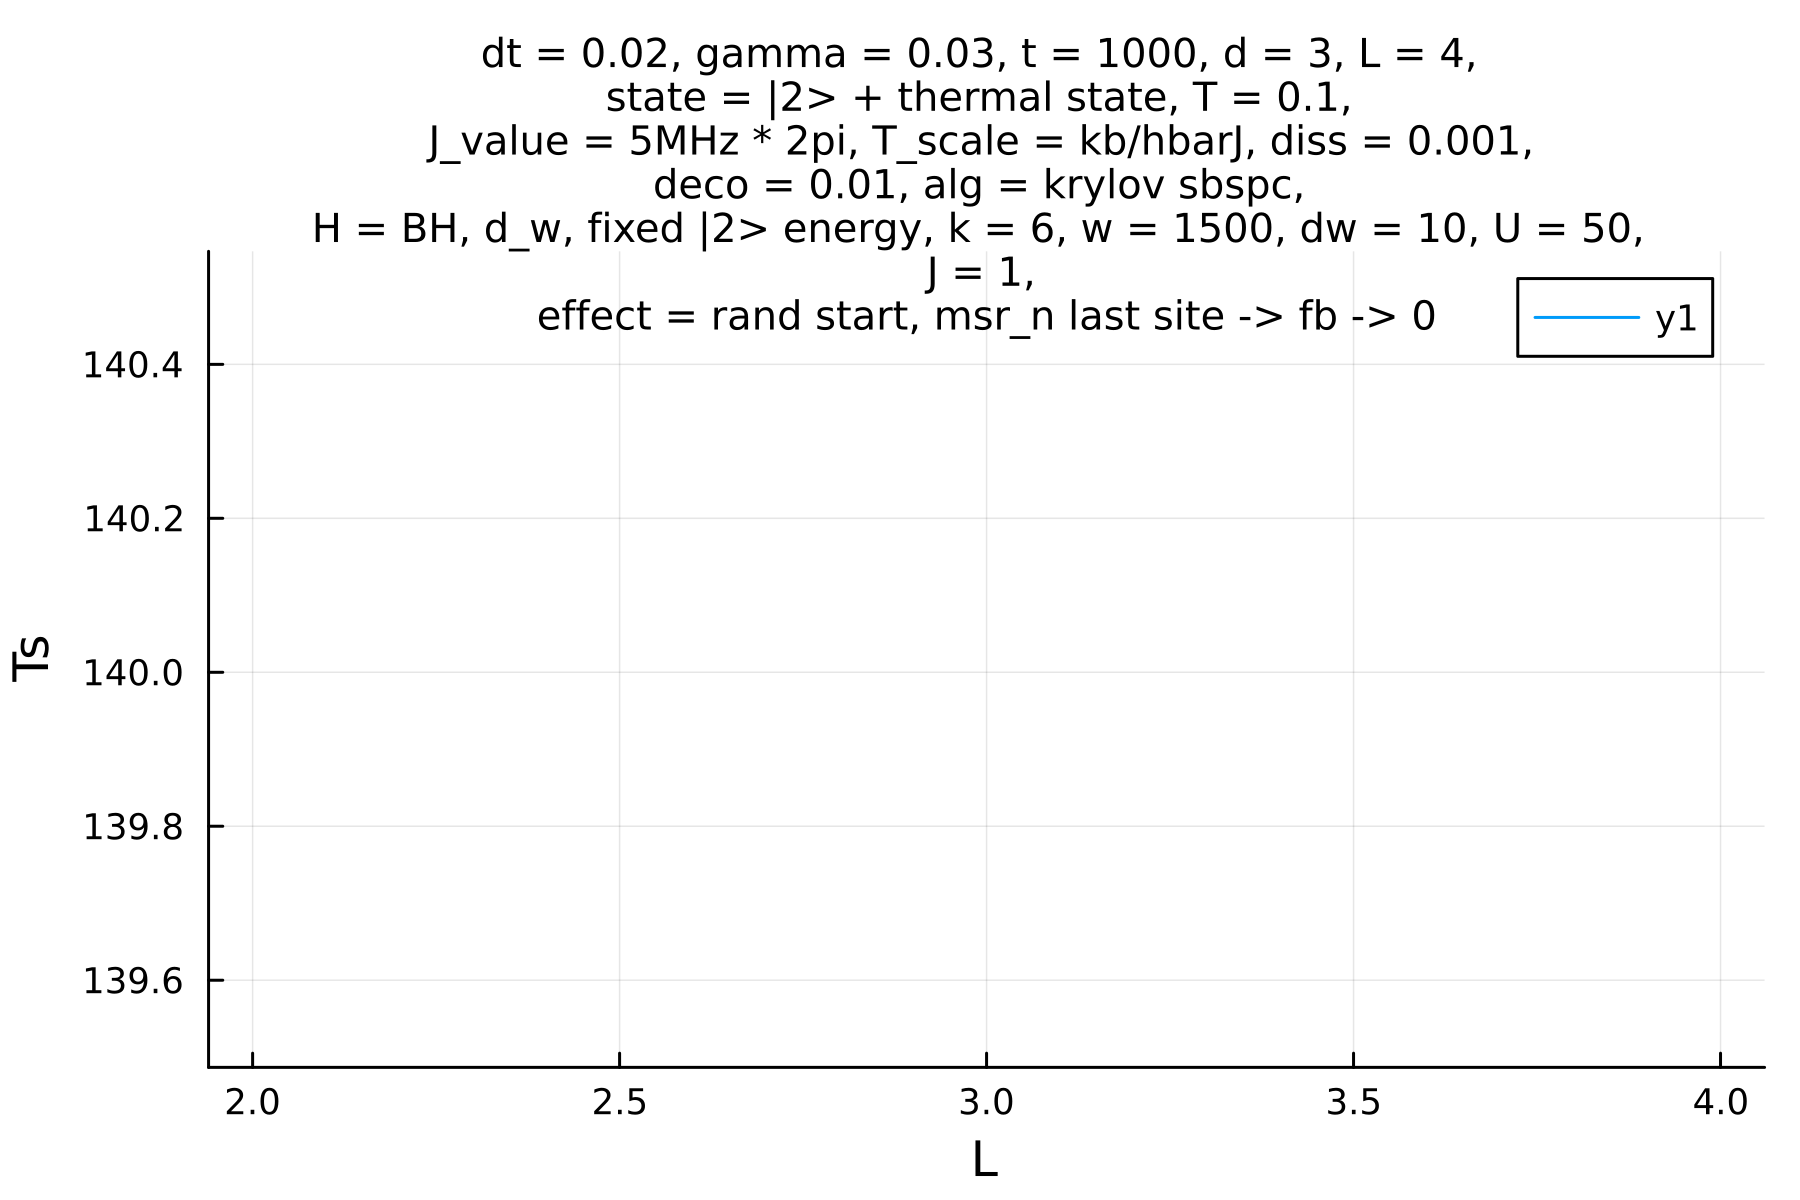 dt = 0.02, gamma = 0.03, t = 1000, d = 3, L = 4,
state = |2> + thermal state, T = 0.1,
J_value = 5MHz * 2pi, T_scale = kb/hbarJ, diss = 0.001,
deco = 0.01, alg = krylov sbspc,
H = BH, d_w, fixed |2> energy, k = 6, w = 1500, dw = 10, U = 50,
J = 1,
effect = rand start, msr_n last site -> fb -> 0
y1
140.4
140.2
140.0
139.8
139.6
Ts
2.0
2.5
3.0
3.5
4.0
L